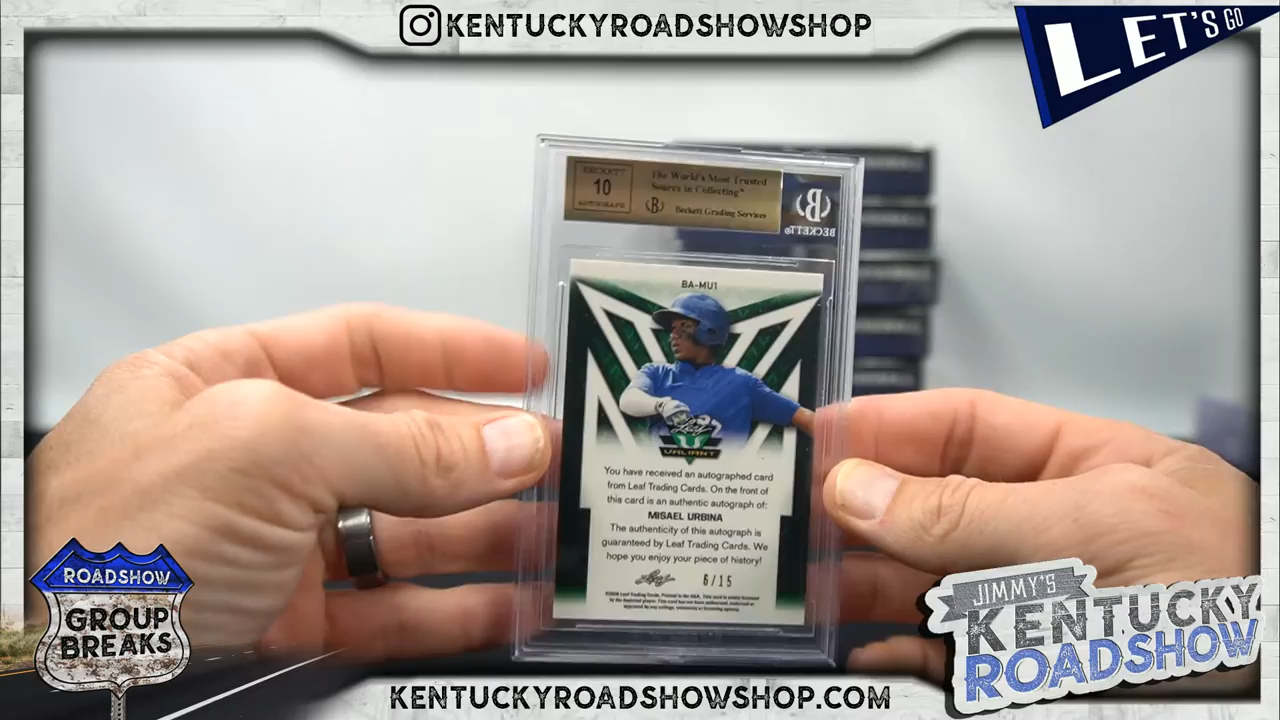 KENTUCKYROADSHOWSHOP
LET'S GO
BECKETT
10
AUTOGRAPH
The World's Most Trusted
Source in Collecting™
Beckett Grading Services
B
BECKETT®
BA-MU1
Leaf
VALIANT
You have received an autographed card
from Leaf Trading Cards. On the front of
this card is an authentic autograph of:
MISAEL URBINA
The authenticity of this autograph is
guaranteed by Leaf Trading Cards. We
hope you enjoy your piece of history!
Leaf
6/15
ROADSHOW
GROUP
BREAKS
JIMMY'S
KENTUCKY
ROADSHOW
KENTUCKYROADSHOWSHOP.COM